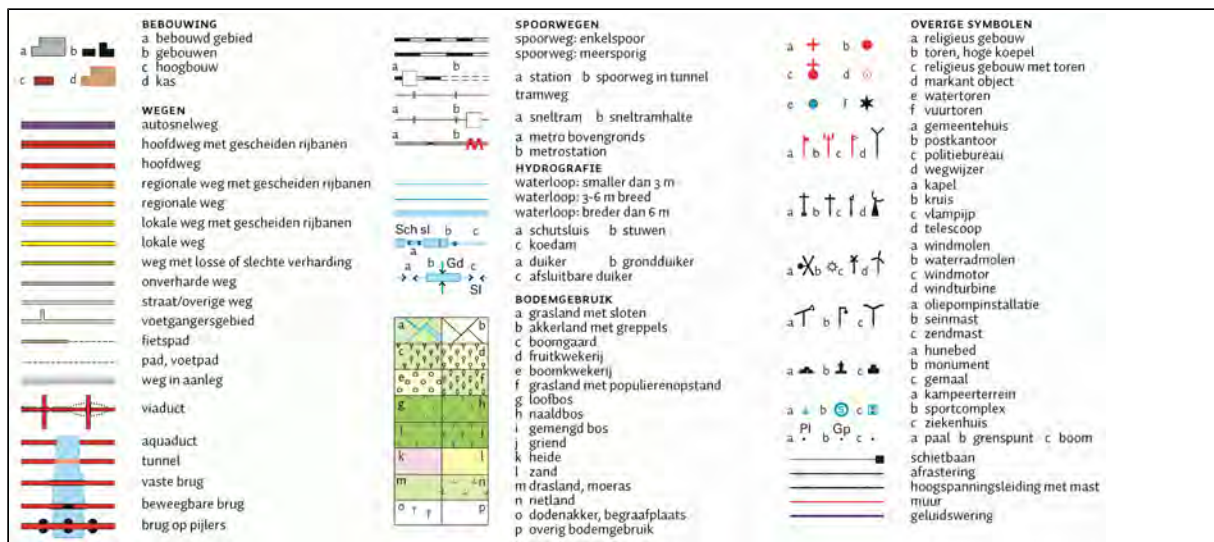 BEBOUWING
a bebouwd gebied
b gebouwen
c hoogbouw
d kas
a b
c d
WEGEN
autosnelweg
hoofdweg met gescheiden rijbanen
hoofdweg
regionale weg met gescheiden rijbanen
regionale weg
lokale weg met gescheiden rijbanen
lokale weg
weg met losse of slechte verharding
onverharde weg
straat/overige weg
voetgangersgebied
fietspad
pad, voetpad
weg in aanleg
viaduct
aquaduct
tunnel
vaste brug
beweegbare brug
brug op pijlers
SPOORWEGEN
spoorweg: enkelspoor
spoorweg: meersporig
a b
a station b spoorweg in tunnel
tramweg
a b
a sneltram b sneltramhalte
a b
a metro bovengronds
b metrostation
HYDROGRAFIE
waterloop: smaller dan 3 m
waterloop: 3-6 m breed
waterloop: breder dan 6 m
Sch sl b c
a
a schutsluis b stuwen
c koedam
a b Gd c
Sl
a duiker b grondduiker
c afsluitbare duiker
BODEMGEBRUIK
a b
c d
e f
g h
i j
k l
m n
o p
a grasland met sloten
b akkerland met greppels
c boomgaard
d fruitkwekerij
e boomkwekerij
f grasland met populierenopstand
g loofbos
h naaldbos
i gemengd bos
j griend
k heide
l zand
m drasland, moeras
n rietland
o dodenakker, begraafplaats
p overig bodemgebruik
OVERIGE SYMBOLEN
a b
c d
e f
a religieus gebouw
b toren, hoge koepel
c religieus gebouw met toren
d markant object
e watertoren
f vuurtoren
a b c d
a gemeentehuis
b postkantoor
c politiebureau
d wegwijzer
a b c d
a kapel
b kruis
c vlampijp
d telescoop
a b c d
a windmolen
b waterradmolen
c windmotor
d windturbine
a b c
a oliepompinstallatie
b seinmast
c zendmast
a b c
a hunebed
b monument
c gemaal
a b S c H
a kampeerterrein
b sportcomplex
c ziekenhuis
Pl Gp
a b c
a paal b grenspunt c boom
schietbaan
afrastering
hoogspanningsleiding met mast
muur
geluidswering